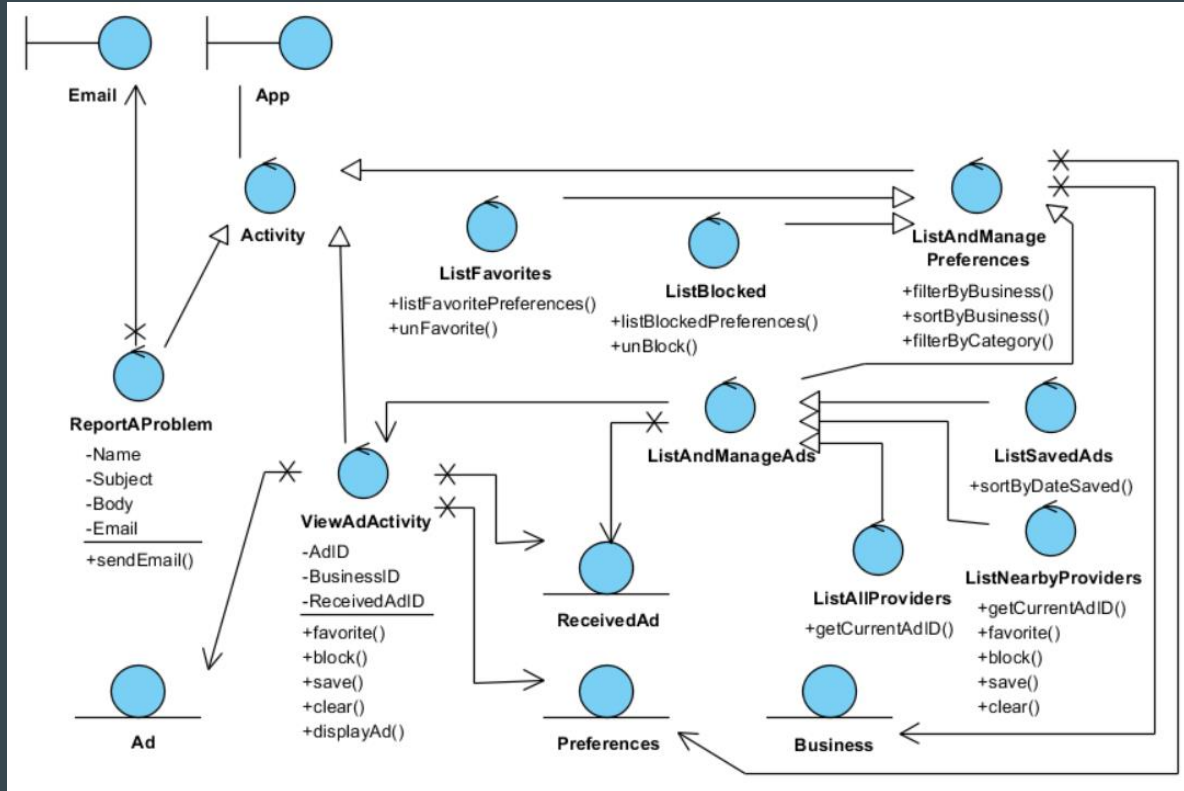 Email
App
Activity
ListFavorites
+listFavoritePreferences()
+unFavorite()
ListBlocked
+listBlockedPreferences()
+unBlock()
ListAndManage
Preferences
+filterByBusiness()
+sortByBusiness()
+filterByCategory()
ReportAProblem
-Name
-Subject
-Body
-Email
+sendEmail()
ViewAdActivity
-AdID
-BusinessID
-ReceivedAdID
+favorite()
+block()
+save()
+clear()
+displayAd()
ListAndManageAds
ListSavedAds
+sortByDateSaved()
ListAllProviders
+getCurrentAdID()
ListNearbyProviders
+getCurrentAdID()
+favorite()
+block()
+save()
+clear()
ReceivedAd
Ad
Preferences
Business